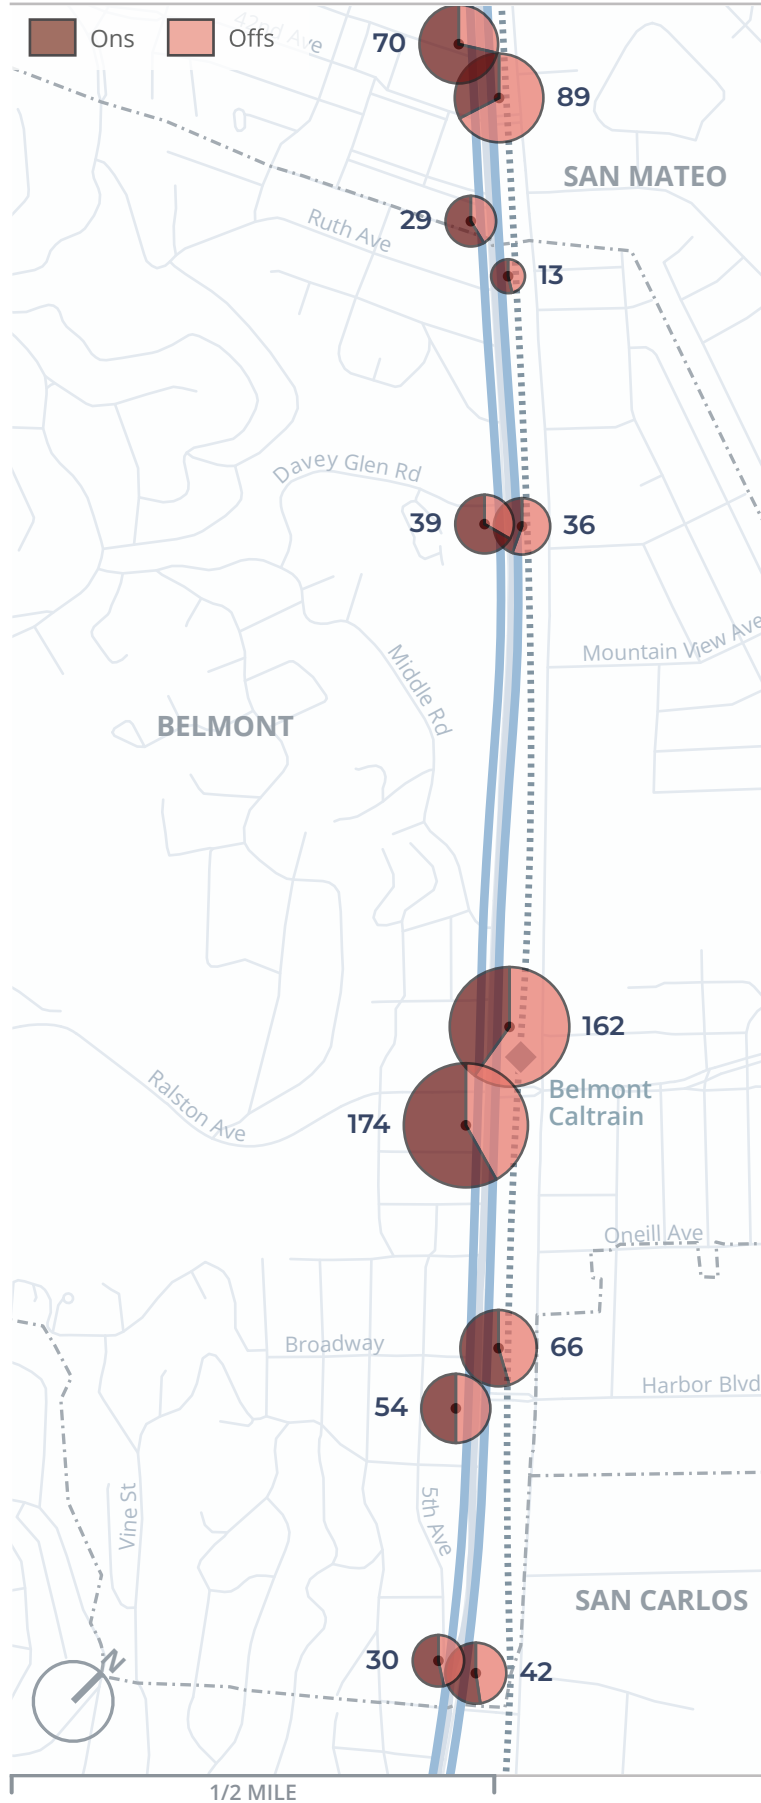 42nd Ave
Ons
Offs
70
89
SAN MATEO
29
Ruth Ave
13
Davey Glen Rd
39
36
Mountain View Ave
Middle Rd
BELMONT
162
Belmont
Caltrain
Ralston Ave
174
Oneill Ave
Broadway
66
Harbor Blvd
54
Vine St
5th Ave
SAN CARLOS
30
42
N
1/2 MILE